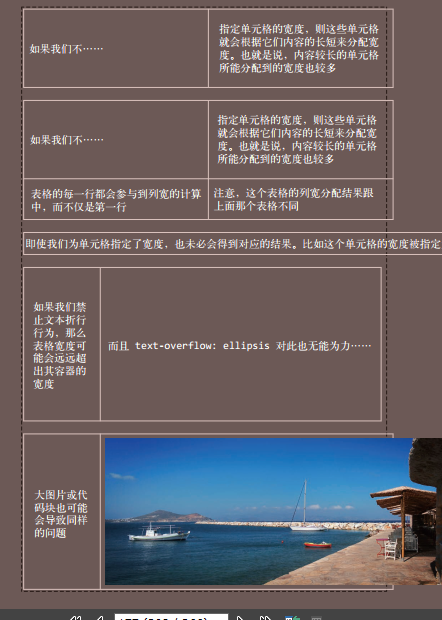 如果我们不……
指定单元格的宽度，则这些单元格
就会根据它们内容的长短来分配宽
度。也就是说，内容较长的单元格
所能分配到的宽度也较多
如果我们不……
指定单元格的宽度，则这些单元格
就会根据它们内容的长短来分配宽
度。也就是说，内容较长的单元格
所能分配到的宽度也较多
表格的每一行都会参与到列宽的计算
中，而不仅是第一行
注意，这个表格的列宽分配结果跟
上面那个表格不同
即使我们为单元格指定了宽度，也未必会得到对应的结果。比如这个单元格的宽度被指定
如果我们禁
止文本折行
行为，那么
表格宽度可
能会远远超
出其容器的
宽度
而且 text-overflow: ellipsis 对此也无能为力……
大图片或代
码块也可能
会导致同样
的问题